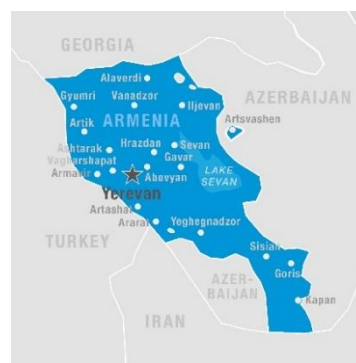 GEORGIA
Alaverdi
Gyumri
Vanadzor
Ijevan
AZERBAIJAN
ARMENIA
Artik
Artsvashen
Hrazdan
Sevan
Ashtarak
Gavar
Vagharshapat
Armavir
Abovyan
LAKE
SEVAN
Yerevan
Artashat
Ararat
Yeghegnadzor
TURKEY
Sisian
Goris
AZER-
BAIJAN
Kapan
IRAN